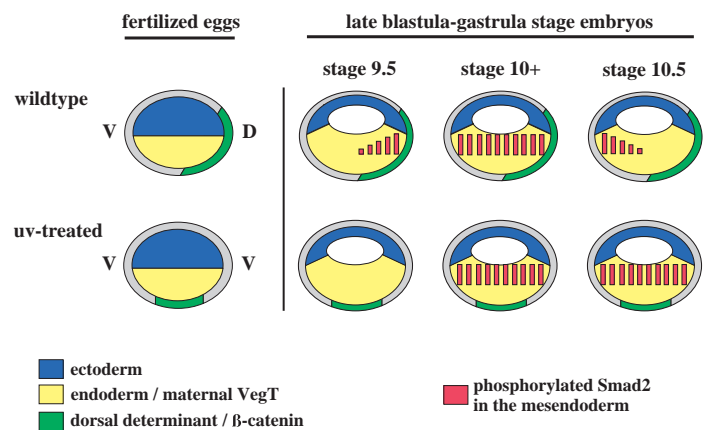 fertilized eggs
late blastula-gastrula stage embryos
stage 9.5
stage 10+
stage 10.5
wildtype
V
D
uv-treated
V
V
ectoderm
endoderm / maternal VegT
dorsal determinant / ß-catenin
phosphorylated Smad2
in the mesendoderm